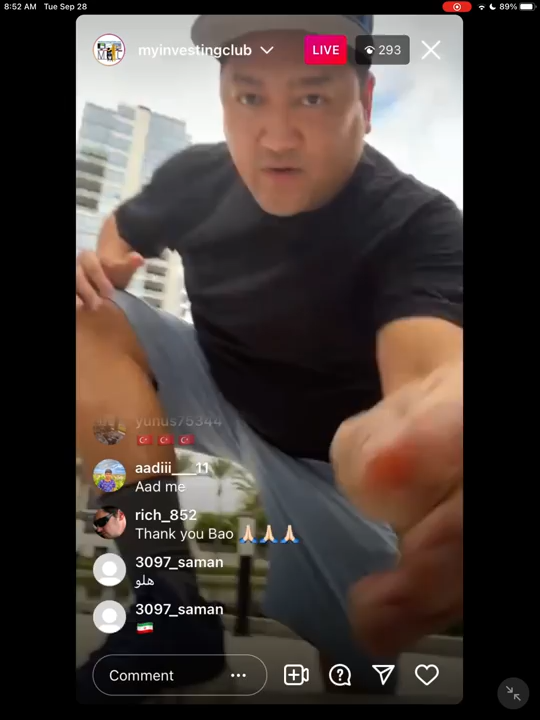 8:52 AM Tue Sep 28
89%
myinvestingclub
LIVE
293
yunus75344
🇹🇷 🇹🇷 🇹🇷
aadiii___11
Aad me
rich_852
Thank you Bao 🙏🏻🙏🏻🙏🏻
3097_saman
هلو
3097_saman
🇮🇷
Comment